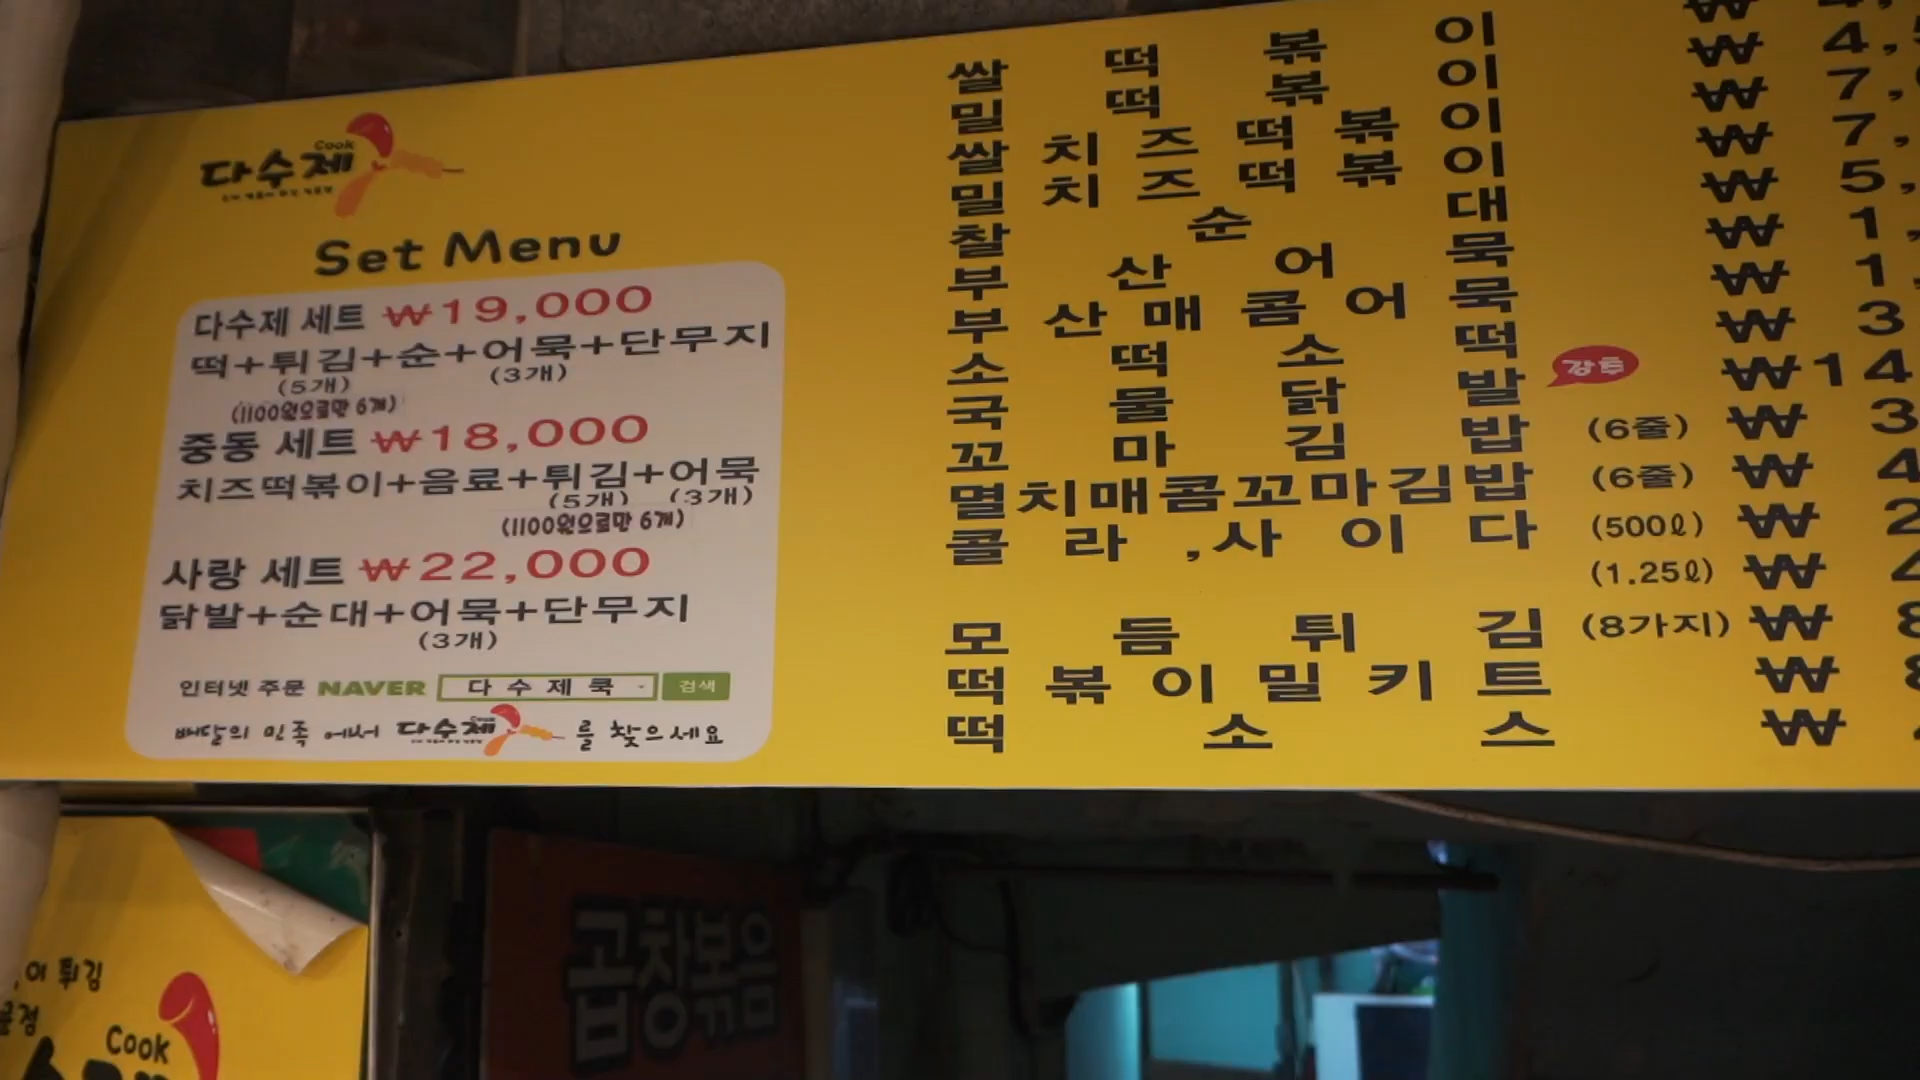 Cook
다수제
Set Menu
다수제 세트 ₩19,000
떡+튀김+순+어묵+단무지
(5개) (3개)
(1100원으로만 6개)
중동 세트 ₩18,000
치즈떡볶이+음료+튀김+어묵
(5개) (3개)
(1100원으로만 6개)
사랑 세트 ₩22,000
닭발+순대+어묵+단무지
(3개)
인터넷 주문 NAVER 다수제쿡 검색
배달의 민족 에서 다수제 Cook 를 찾으세요
쌀떡볶이 ₩
밀떡볶이 ₩ 4,
쌀치즈떡볶이 ₩ 7,
밀치즈떡볶이 ₩ 7,
찰순대 ₩ 5,
부산어묵 ₩ 1,
부산매콤어묵 ₩ 1,
소떡소떡 ₩ 3
국물닭발 강추 ₩14
꼬마김밥 (6줄) ₩ 3
멸치매콤꼬마김밥 (6줄) ₩ 4
콜라,사이다 (500ℓ) ₩ 2
(1.25ℓ) ₩ 4
모듬튀김 (8가지) ₩ 8
떡볶이밀키트 ₩ 8
떡소스 ₩
곱창볶음
이 튀김
Cook